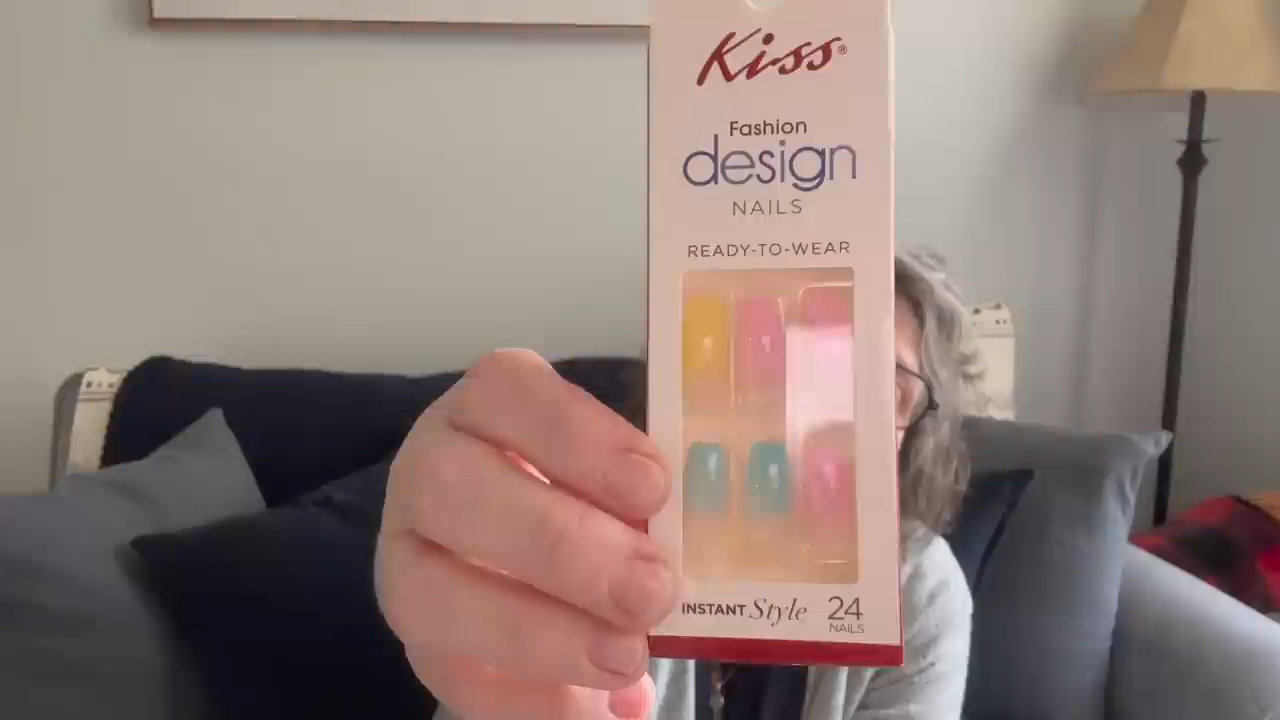 Kiss®
Fashion
design
NAILS
READY-TO-WEAR
INSTANT Style 24
NAILS